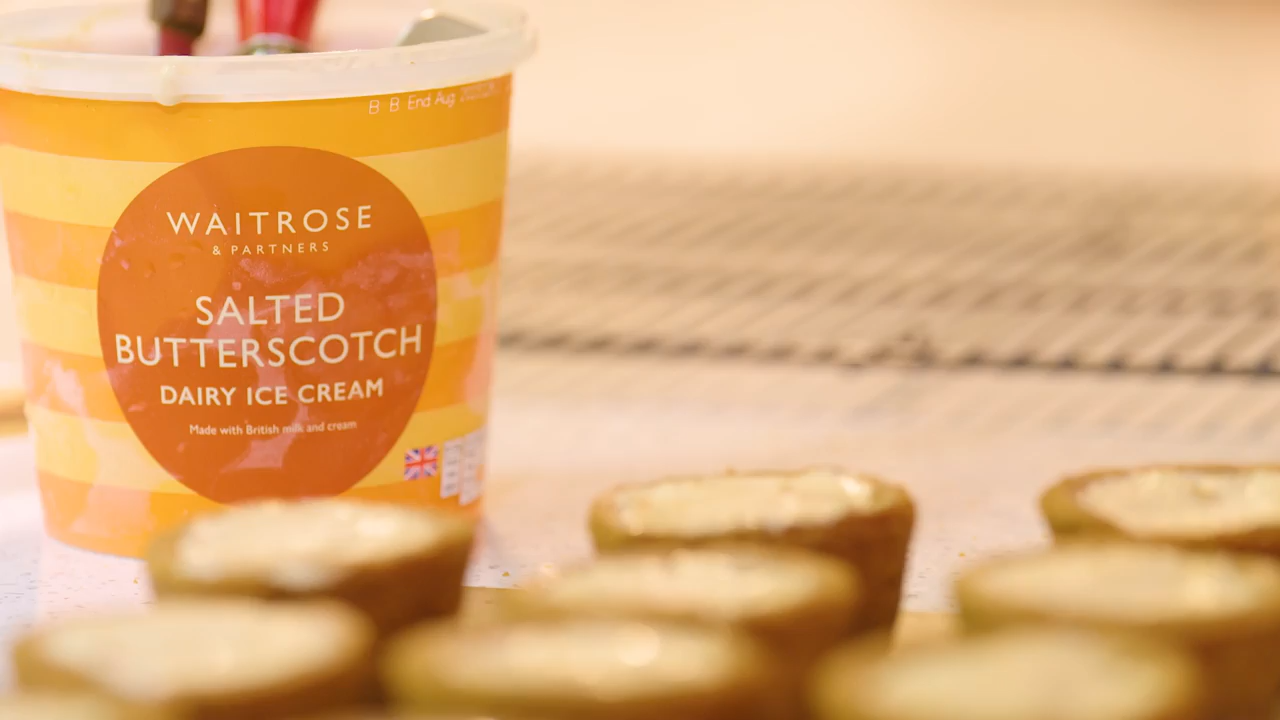 B B End Aug
WAITROSE
& PARTNERS
SALTED
BUTTERSCOTCH
DAIRY ICE CREAM
Made with British milk and cream